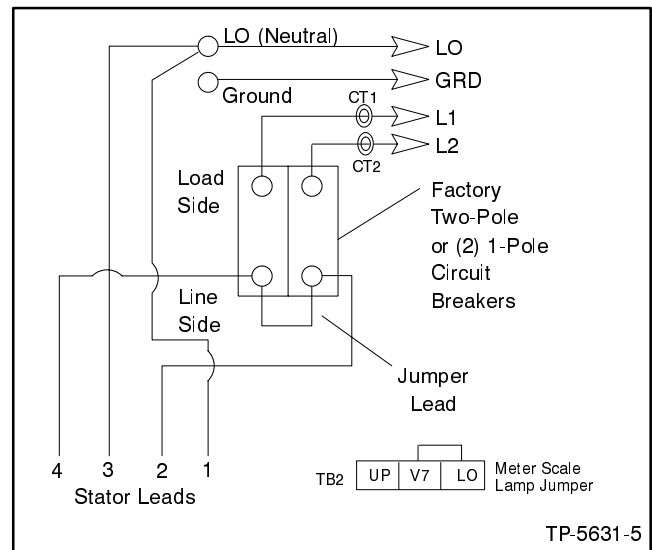 LO (Neutral)
LO
GRD
Ground
CT1
L1
L2
CT2
Load
Side
Factory
Two-Pole
or (2) 1-Pole
Circuit
Breakers
Line
Side
Jumper
Lead
4 3 2 1
Stator Leads
TB2 UP V7 LO
Meter Scale
Lamp Jumper
TP-5631-5